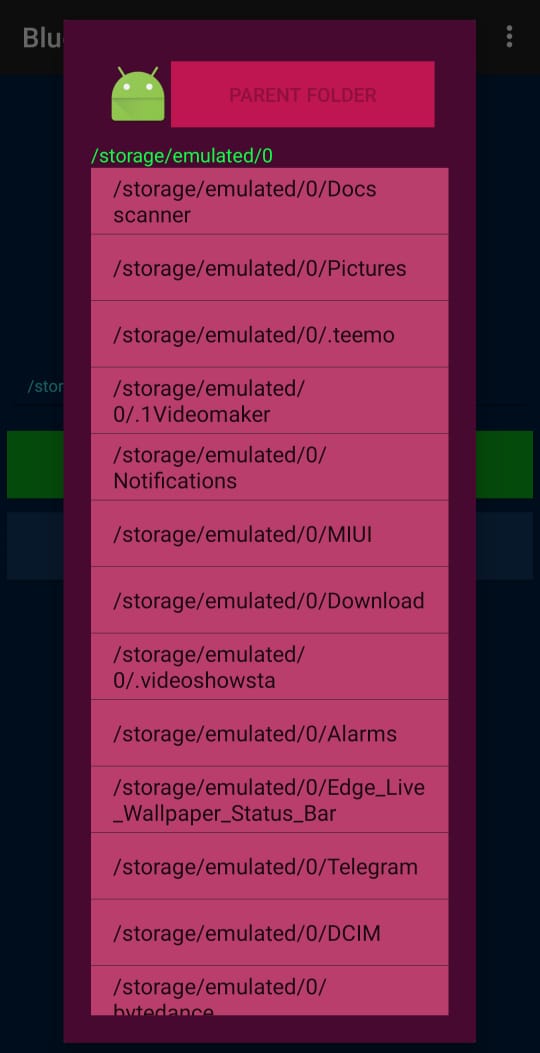 Blu
PARENT FOLDER
/storage/emulated/0
/storage/emulated/0/Docs
scanner
/storage/emulated/0/Pictures
/storage/emulated/0/.teemo
/storage/emulated/
0/.1Videomaker
/storage/emulated/0/
Notifications
/stor
/storage/emulated/0/MIUI
/storage/emulated/0/Download
/storage/emulated/
0/.videoshowsta
/storage/emulated/0/Alarms
/storage/emulated/0/Edge_Live
_Wallpaper_Status_Bar
/storage/emulated/0/Telegram
/storage/emulated/0/DCIM
/storage/emulated/0/
bytedance